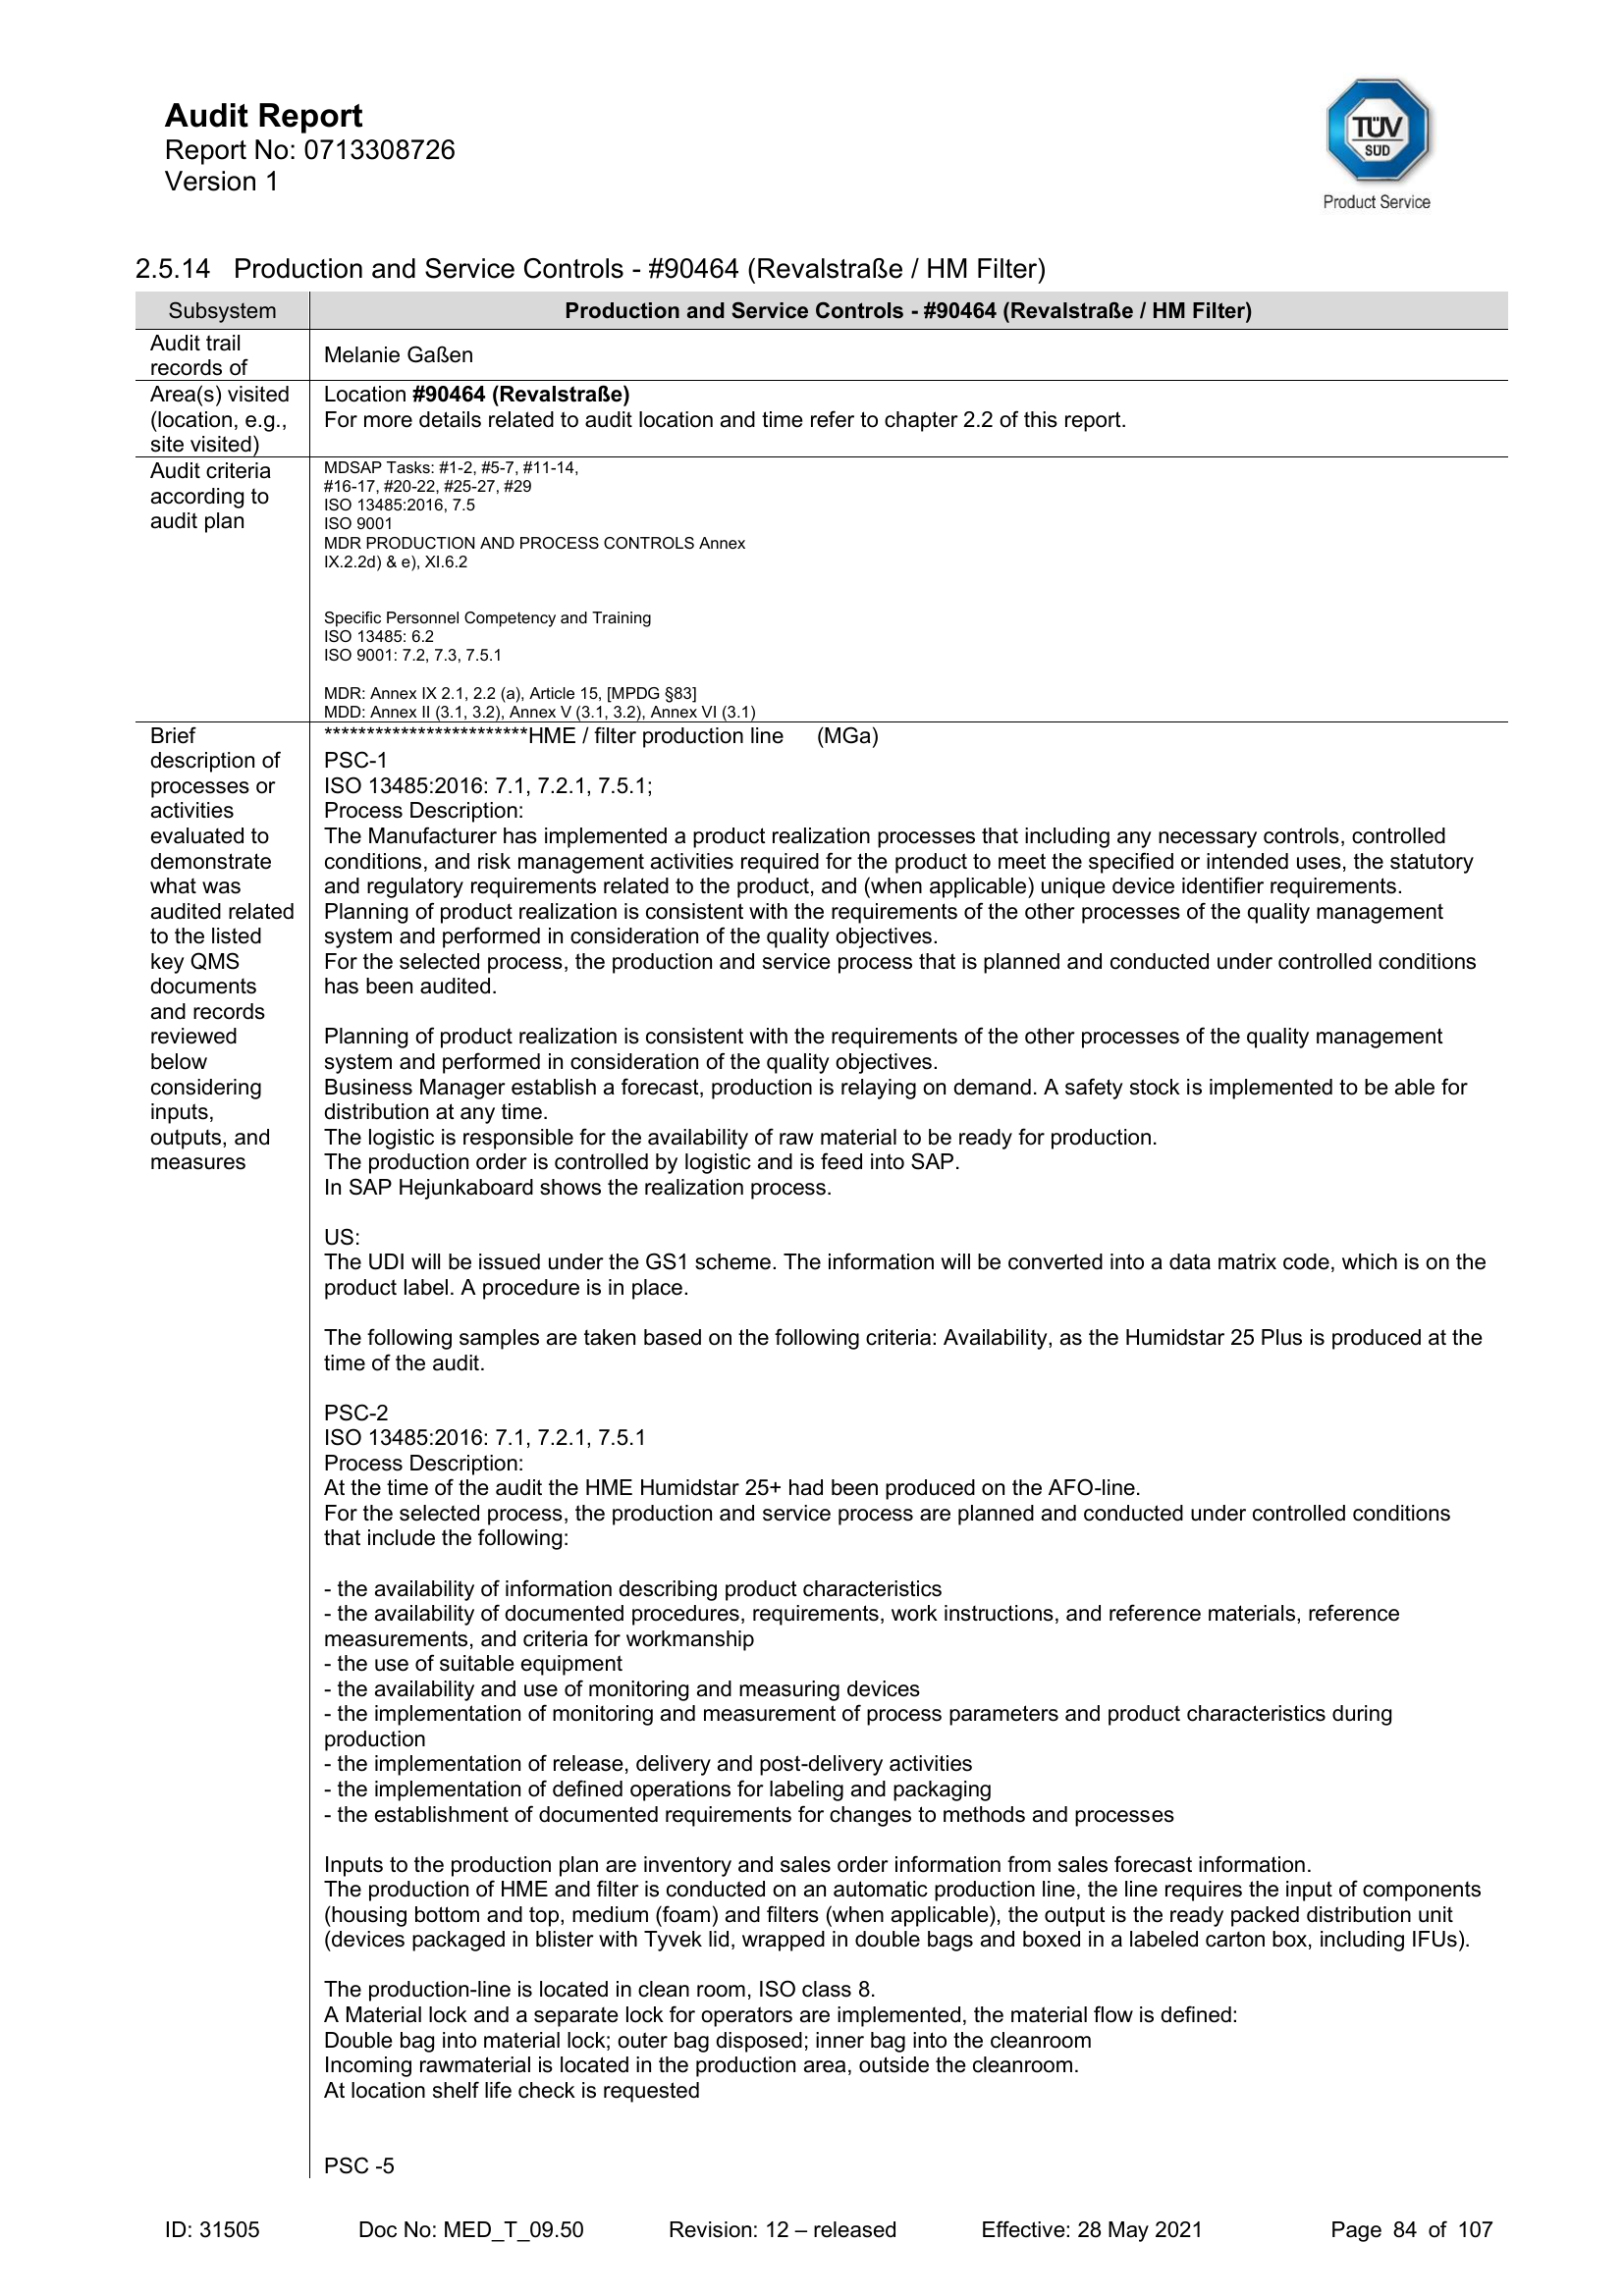 Audit Report
Report No: 0713308726
Version 1
TÜV
SÜD
Product Service
2.5.14 Production and Service Controls - #90464 (Revalstraße / HM Filter)
Subsystem
Production and Service Controls - #90464 (Revalstraße / HM Filter)
Audit trail
records of
Melanie Gaßen
Area(s) visited
(location, e.g.,
site visited)
Location #90464 (Revalstraße)
For more details related to audit location and time refer to chapter 2.2 of this report.
Audit criteria
according to
audit plan
MDSAP Tasks: #1-2, #5-7, #11-14,
#16-17, #20-22, #25-27, #29
ISO 13485:2016, 7.5
ISO 9001
MDR PRODUCTION AND PROCESS CONTROLS Annex
IX.2.2d) & e), XI.6.2
Specific Personnel Competency and Training
ISO 13485: 6.2
ISO 9001: 7.2, 7.3, 7.5.1
MDR: Annex IX 2.1, 2.2 (a), Article 15, [MPDG §83]
MDD: Annex II (3.1, 3.2), Annex V (3.1, 3.2), Annex VI (3.1)
Brief
description of
processes or
activities
evaluated to
demonstrate
what was
audited related
to the listed
key QMS
documents
and records
reviewed
below
considering
inputs,
outputs, and
measures
************************HME / filter production line (MGa)
PSC-1
ISO 13485:2016: 7.1, 7.2.1, 7.5.1;
Process Description:
The Manufacturer has implemented a product realization processes that including any necessary controls, controlled
conditions, and risk management activities required for the product to meet the specified or intended uses, the statutory
and regulatory requirements related to the product, and (when applicable) unique device identifier requirements.
Planning of product realization is consistent with the requirements of the other processes of the quality management
system and performed in consideration of the quality objectives.
For the selected process, the production and service process that is planned and conducted under controlled conditions
has been audited.
Planning of product realization is consistent with the requirements of the other processes of the quality management
system and performed in consideration of the quality objectives.
Business Manager establish a forecast, production is relaying on demand. A safety stock is implemented to be able for
distribution at any time.
The logistic is responsible for the availability of raw material to be ready for production.
The production order is controlled by logistic and is feed into SAP.
In SAP Hejunkaboard shows the realization process.
US:
The UDI will be issued under the GS1 scheme. The information will be converted into a data matrix code, which is on the
product label. A procedure is in place.
The following samples are taken based on the following criteria: Availability, as the Humidstar 25 Plus is produced at the
time of the audit.
PSC-2
ISO 13485:2016: 7.1, 7.2.1, 7.5.1
Process Description:
At the time of the audit the HME Humidstar 25+ had been produced on the AFO-line.
For the selected process, the production and service process are planned and conducted under controlled conditions
that include the following:
- the availability of information describing product characteristics
- the availability of documented procedures, requirements, work instructions, and reference materials, reference
measurements, and criteria for workmanship
- the use of suitable equipment
- the availability and use of monitoring and measuring devices
- the implementation of monitoring and measurement of process parameters and product characteristics during
production
- the implementation of release, delivery and post-delivery activities
- the implementation of defined operations for labeling and packaging
- the establishment of documented requirements for changes to methods and processes
Inputs to the production plan are inventory and sales order information from sales forecast information.
The production of HME and filter is conducted on an automatic production line, the line requires the input of components
(housing bottom and top, medium (foam) and filters (when applicable), the output is the ready packed distribution unit
(devices packaged in blister with Tyvek lid, wrapped in double bags and boxed in a labeled carton box, including IFUs).
The production-line is located in clean room, ISO class 8.
A Material lock and a separate lock for operators are implemented, the material flow is defined:
Double bag into material lock; outer bag disposed; inner bag into the cleanroom
Incoming rawmaterial is located in the production area, outside the cleanroom.
At location shelf life check is requested
PSC -5
ID: 31505 Doc No: MED_T_09.50 Revision: 12 – released Effective: 28 May 2021 Page 84 of 107